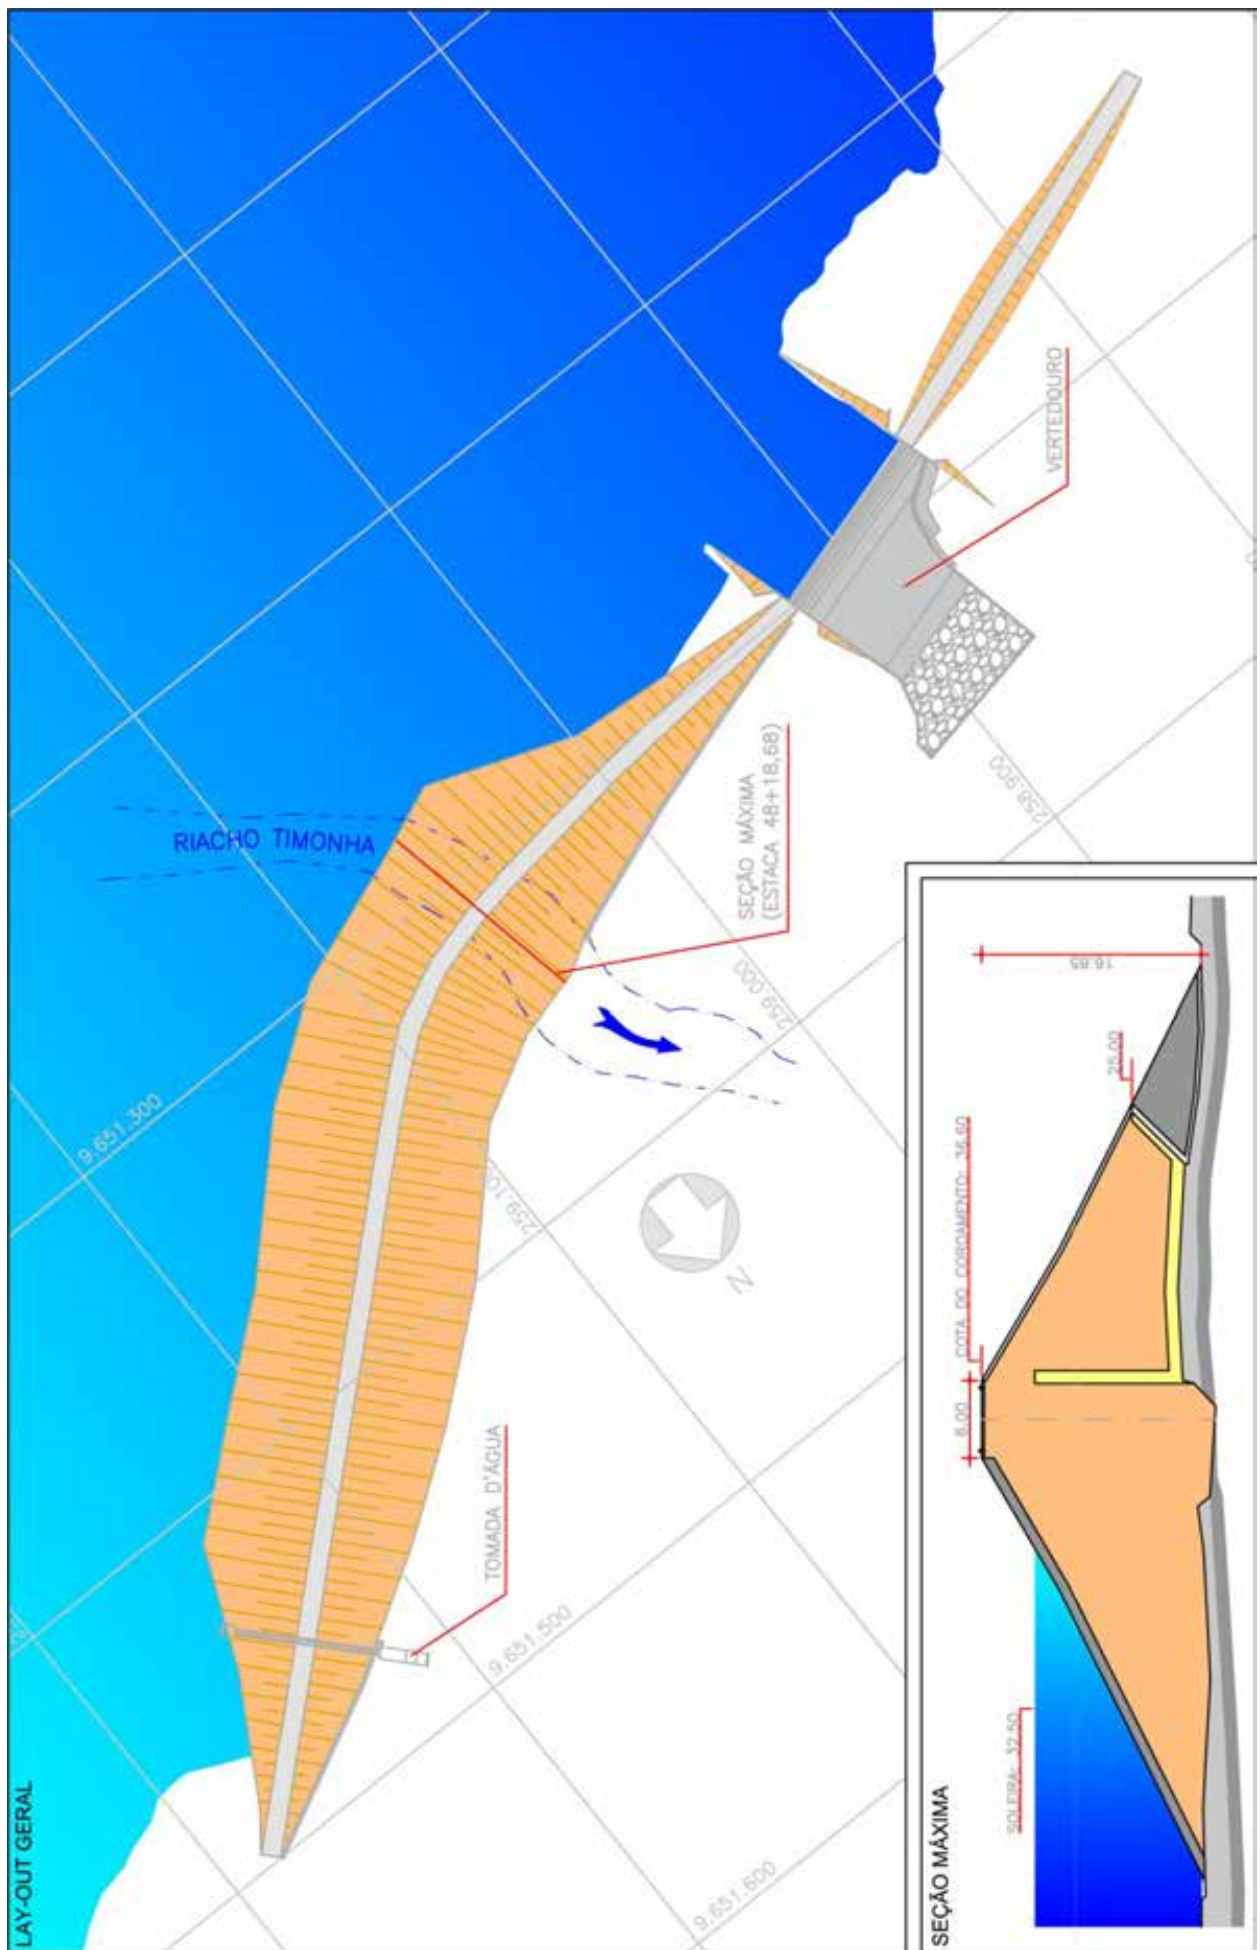 LAY-OUT GERAL
RIACHO TIMONHA
VERTEDOURO
SEÇÃO MÁXIMA
(ESTACA 48+18,68)
TOMADA D'ÁGUA
9.651.300
9.651.500
9.651.600
258.900
259.000
N
SEÇÃO MÁXIMA
SOLEIRA: 32.50
6.00
COTA DO COROAMENTO: 36.60
25.00
16.85